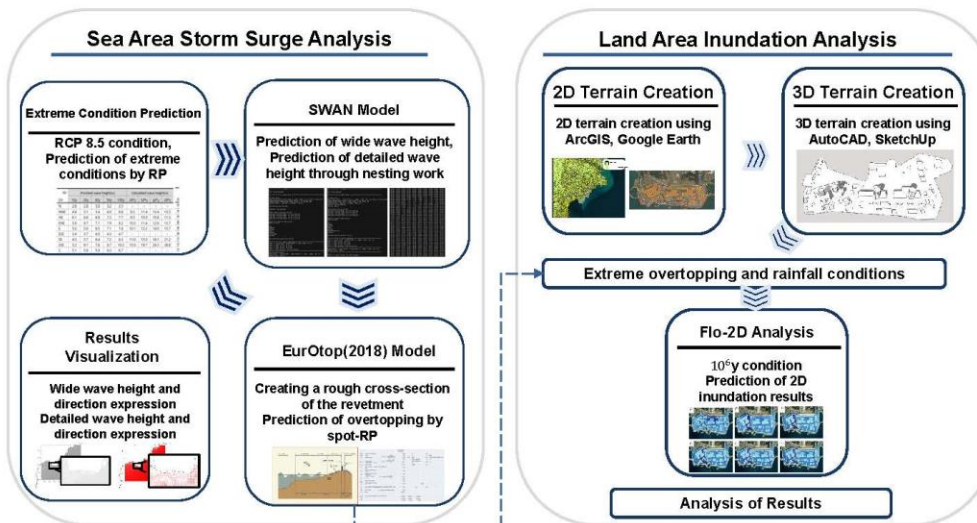 Sea Area Storm Surge Analysis
Extreme Condition Prediction
RCP 8.5 condition,
Prediction of extreme
conditions by RP
SWAN Model
Prediction of wide wave height,
Prediction of detailed wave
height through nesting work
Results
Visualization
Wide wave height and
direction expression
Detailed wave height and
direction expression
EurOtop(2018) Model
Creating a rough cross-section
of the revetment
Prediction of overtopping by
spot-RP
Land Area Inundation Analysis
2D Terrain Creation
2D terrain creation using
ArcGIS, Google Earth
3D Terrain Creation
3D terrain creation using
AutoCAD, SketchUp
Extreme overtopping and rainfall conditions
Flo-2D Analysis
10⁶y condition
Prediction of 2D
inundation results
Analysis of Results